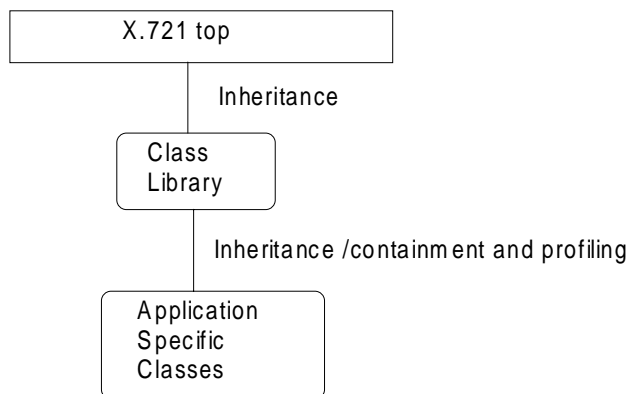 X.721 top
Inheritance
Class
Library
Inheritance /containment and profiling
Application
Specific
Classes